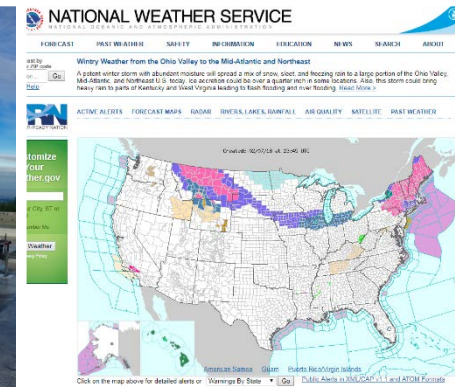 NATIONAL WEATHER SERVICE
NATIONAL OCEANIC AND ATMOSPHERIC ADMINISTRATION
FORECAST PAST WEATHER SAFETY INFORMATION EDUCATION NEWS SEARCH ABOUT
Go
Help
Wintry Weather from the Ohio Valley to the Mid-Atlantic and Northeast
A potent winter storm with abundant moisture will spread a mix of snow, sleet, and freezing rain to a large portion of the Ohio Valley,
Mid-Atlantic, and Northeast U.S. today. Ice accretion could be over a quarter inch in some locations. Also, this storm could bring
heavy rain to parts of Kentucky and West Virginia leading to flash flooding and river flooding. Read More >
ACTIVE ALERTS FORECAST MAPS RADAR RIVERS, LAKES, RAINFALL AIR QUALITY SATELLITE PAST WEATHER
tomize
Your
ther.gov
Weather
American Samoa Guam Puerto Rico/Virgin Islands
Click on the map above for detailed alerts or Warnings By State Go Public Alerts in XML/CAP v1.1 and ATOM Formats